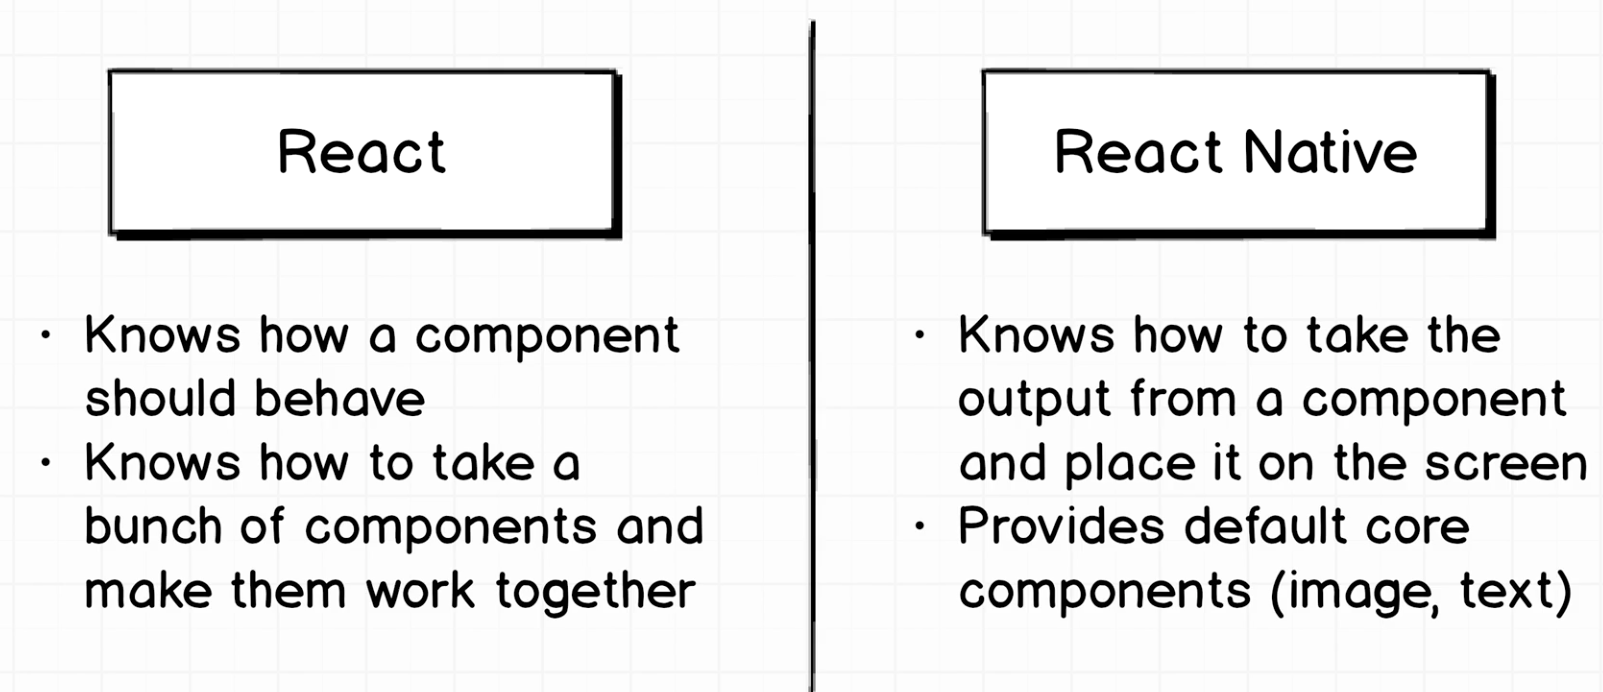 React
· Knows how a component
should behave
· Knows how to take a
bunch of components and
make them work together
React Native
· Knows how to take the
output from a component
and place it on the screen
· Provides default core
components (image, text)